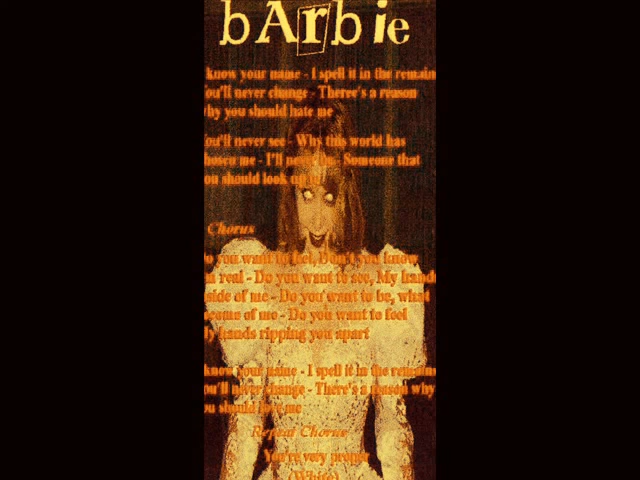 bArbie
know your name - I spell it in the remain
ou'll never change - Therer's a reason
hy you should hate me
ou'll never see - Why this world has
hosen me - I'll never be Someone that
ou should look up to
Chorus
o you want to feel, Don't you know
m real - Do you want to see, My hand
side of me - Do you want to be, what
ecome of me - Do you want to feel
y hands ripping you apart
know your name - I spell it in the remain
ou'll never change - There's a reason why
ou should love me
Repeat Chorus
You're very proper
(White)